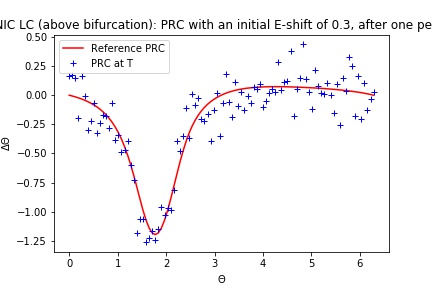 NIC LC (above bifurcation): PRC with an initial E-shift of 0.3, after one pe
0.50
0.25
0.00
−0.25
−0.50
−0.75
−1.00
−1.25
ΔΘ
Reference PRC
PRC at T
0 1 2 3 4 5 6
Θ